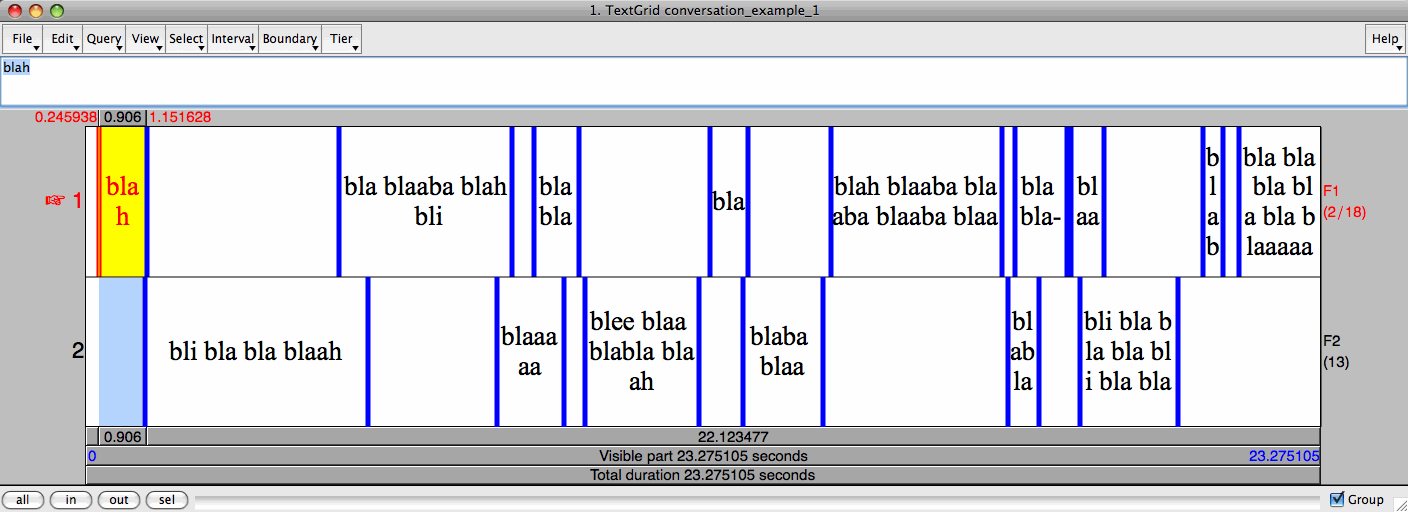 1. TextGrid conversation_example_1
File Edit Query View Select Interval Boundary Tier Help
blah
0.245938 0.906 1.151628
☞ 1
bla
h
bla blaaba blah
bli
bla
bla
bla
blah blaaba bla
aba blaaba blaa
bla
bla-
bl
aa
b
l
a
b
bla bla
bla bl
a bla b
laaaaa
F1
(2/18)
2
bli bla bla blaah
blaaa
aa
blee blaa
blabla bla
ah
blaba
blaa
bl
ab
la
bli bla b
la bla bl
i bla bla
F2
(13)
0.906 22.123477
0 Visible part 23.275105 seconds 23.275105
Total duration 23.275105 seconds
all in out sel Group